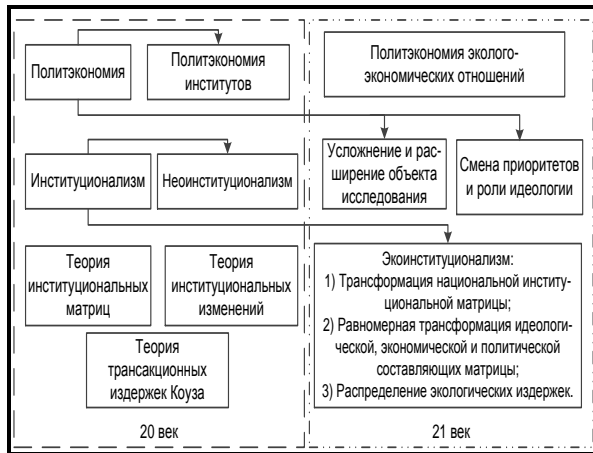 Политэкономия
Политэкономия
институтов
Политэкономия эколого-
экономических отношений
Усложнение и рас-
ширение объекта
исследования
Смена приоритетов
и роли идеологии
Институционализм
Неоинституционализм
Теория
институциональных
матриц
Теория
институциональных
изменений
Теория
трансакционных
издержек Коуза
Экоинституционализм:
1) Трансформация национальной институ-
циональной матрицы;
2) Равномерная трансформация идеологи-
ческой, экономической и политической
составляющих матрицы;
3) Распределение экологических издержек.
20 век
21 век